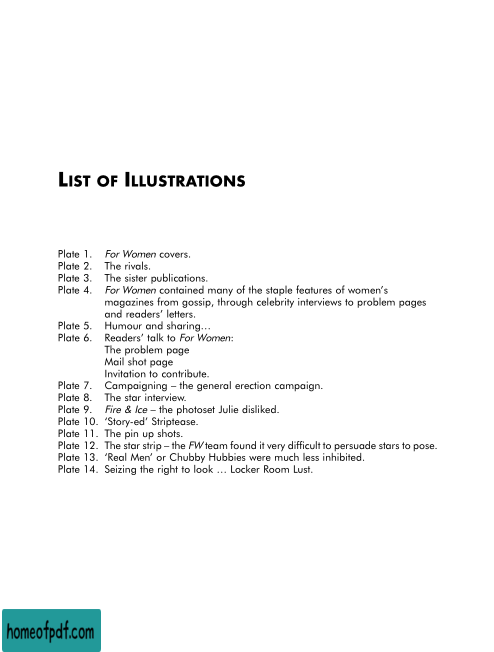 LIST OF ILLUSTRATIONS
Plate 1. For Women covers.
Plate 2. The rivals.
Plate 3. The sister publications.
Plate 4. For Women contained many of the staple features of women’s
magazines from gossip, through celebrity interviews to problem pages
and readers’ letters.
Plate 5. Humour and sharing…
Plate 6. Readers’ talk to For Women:
The problem page
Mail shot page
Invitation to contribute.
Plate 7. Campaigning – the general erection campaign.
Plate 8. The star interview.
Plate 9. Fire & Ice – the photoset Julie disliked.
Plate 10. ‘Story-ed’ Striptease.
Plate 11. The pin up shots.
Plate 12. The star strip – the FW team found it very difficult to persuade stars to pose.
Plate 13. ‘Real Men’ or Chubby Hubbies were much less inhibited.
Plate 14. Seizing the right to look … Locker Room Lust.
homeofpdf.com